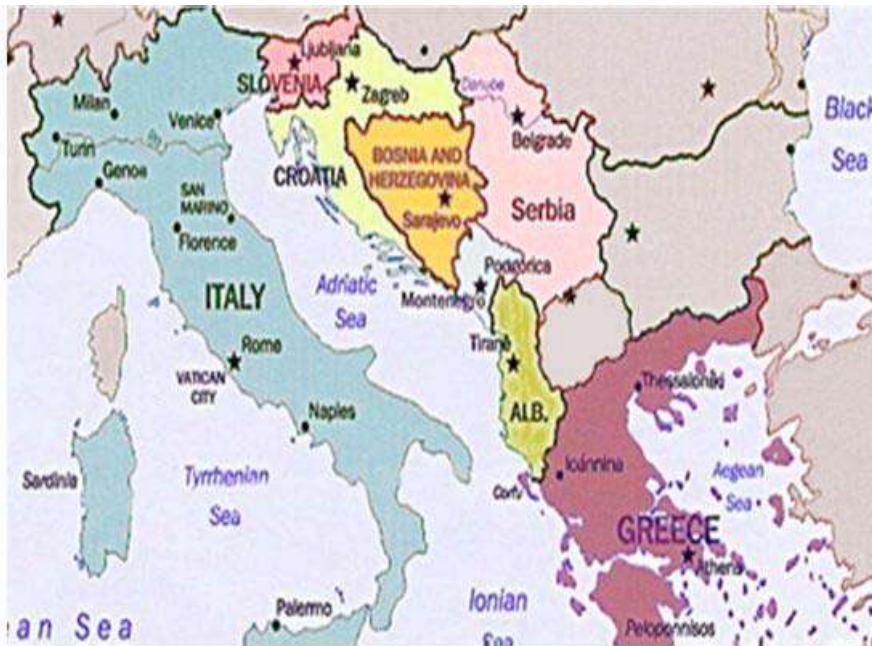 Ljubljana
SLOVENIA
Zagreb
Danube
Milan
Venice
Belgrade
Black
Sea
Turin
Genoa
CROATIA
BOSNIA AND
HERZEGOVINA
Sarajevo
Serbia
SAN
MARINO
Florence
ITALY
Adriatic
Sea
Podgorica
Montenegro
Rome
VATICAN
CITY
Tiranë
Naples
ALB.
Thessaloniki
Sardinia
Tyrrhenian
Sea
Ioánnina
Corfu
Aegean
Sea
GREECE
Athens
Palermo
Ionian
Sea
Peloponnisos
an Sea